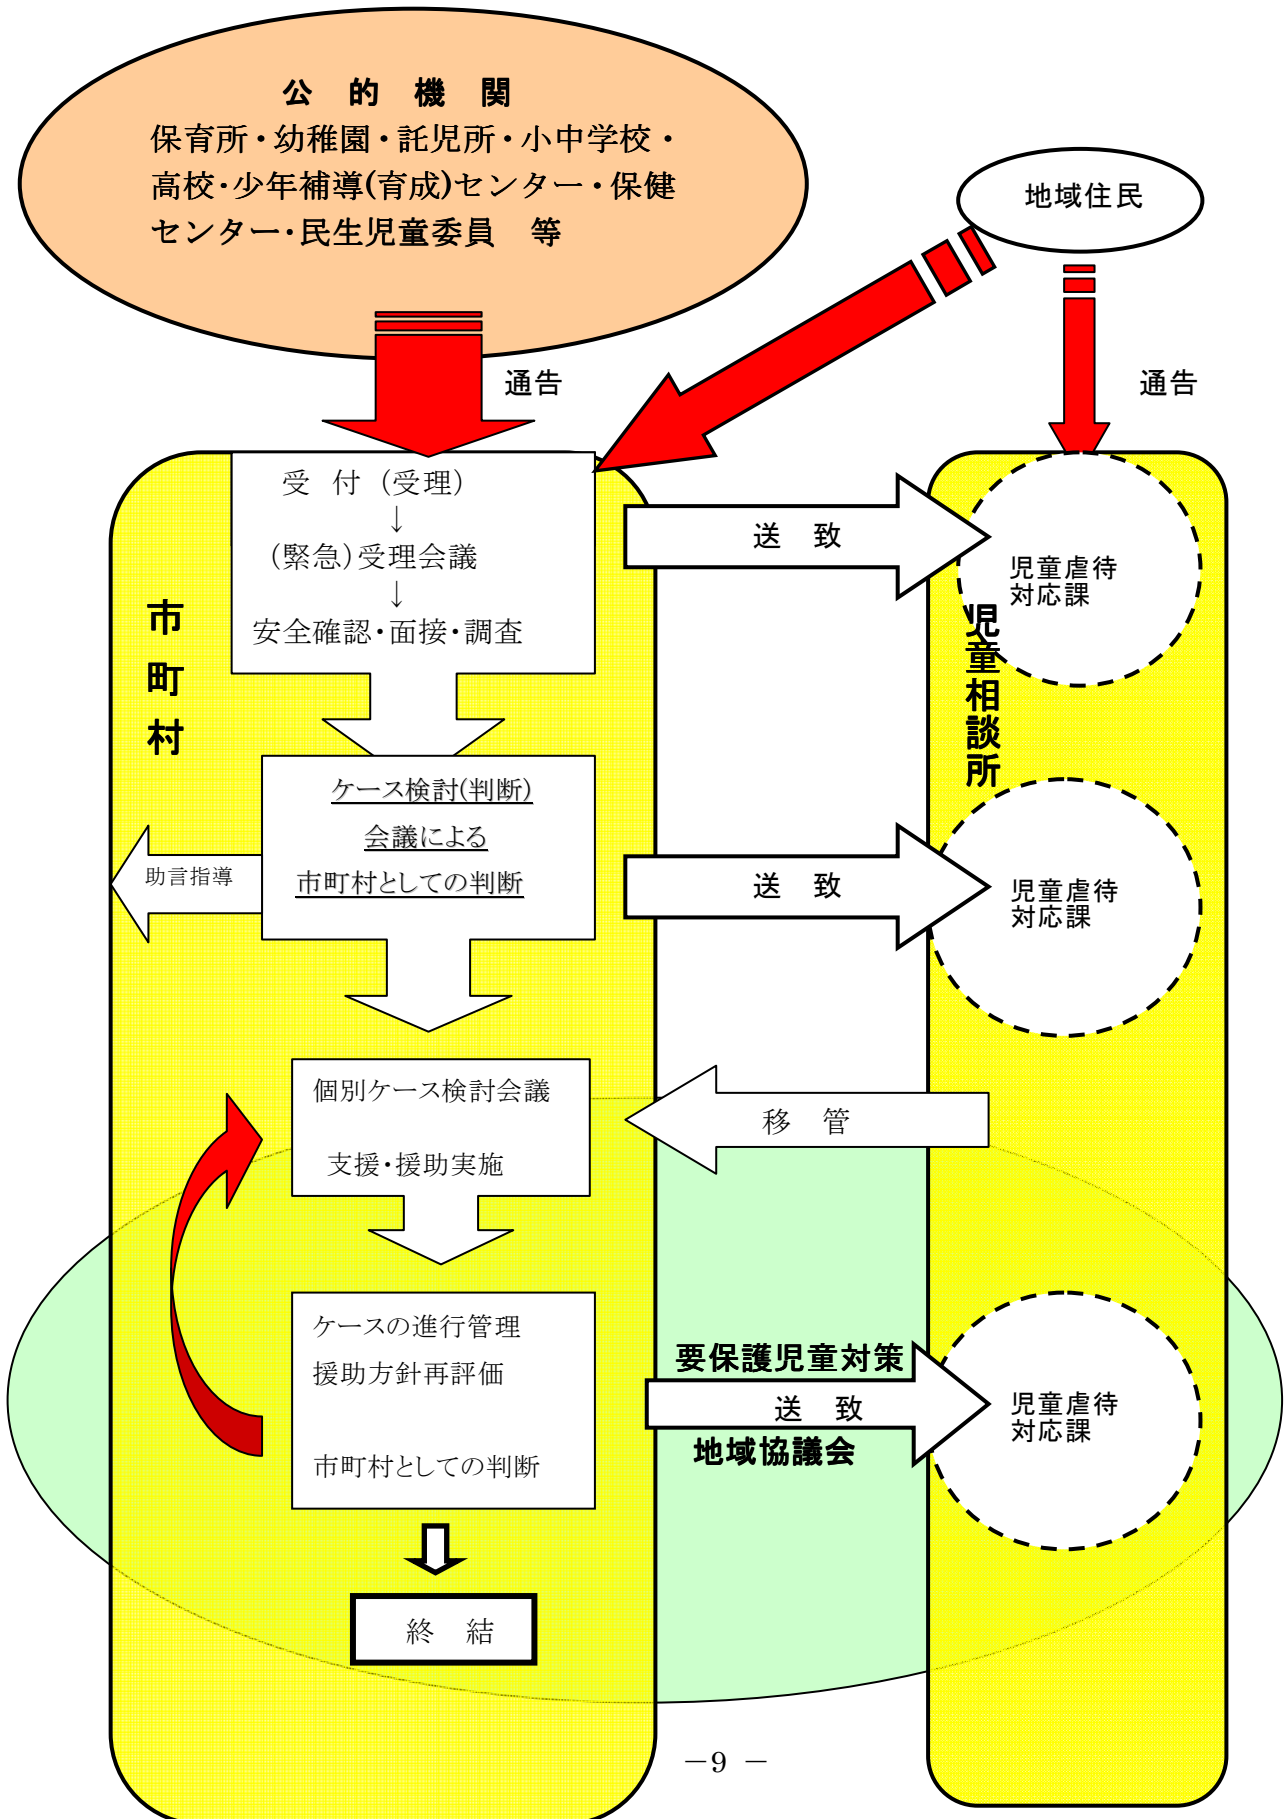 公 的 機 関
保育所・幼稚園・託児所・小中学校・
高校・少年補導(育成)センター・保健
センター・民生児童委員　等
地域住民
通告
通告
受 付 (受理)
↓
(緊急)受理会議
↓
安全確認・面接・調査
送 致
児童虐待
対応課
市町村
児童相談所
ケース検討(判断)
会議による
市町村としての判断
助言指導
送 致
児童虐待
対応課
個別ケース検討会議
支援・援助実施
移 管
ケースの進行管理
援助方針再評価
市町村としての判断
要保護児童対策
送 致
地域協議会
児童虐待
対応課
終 結
－9 －